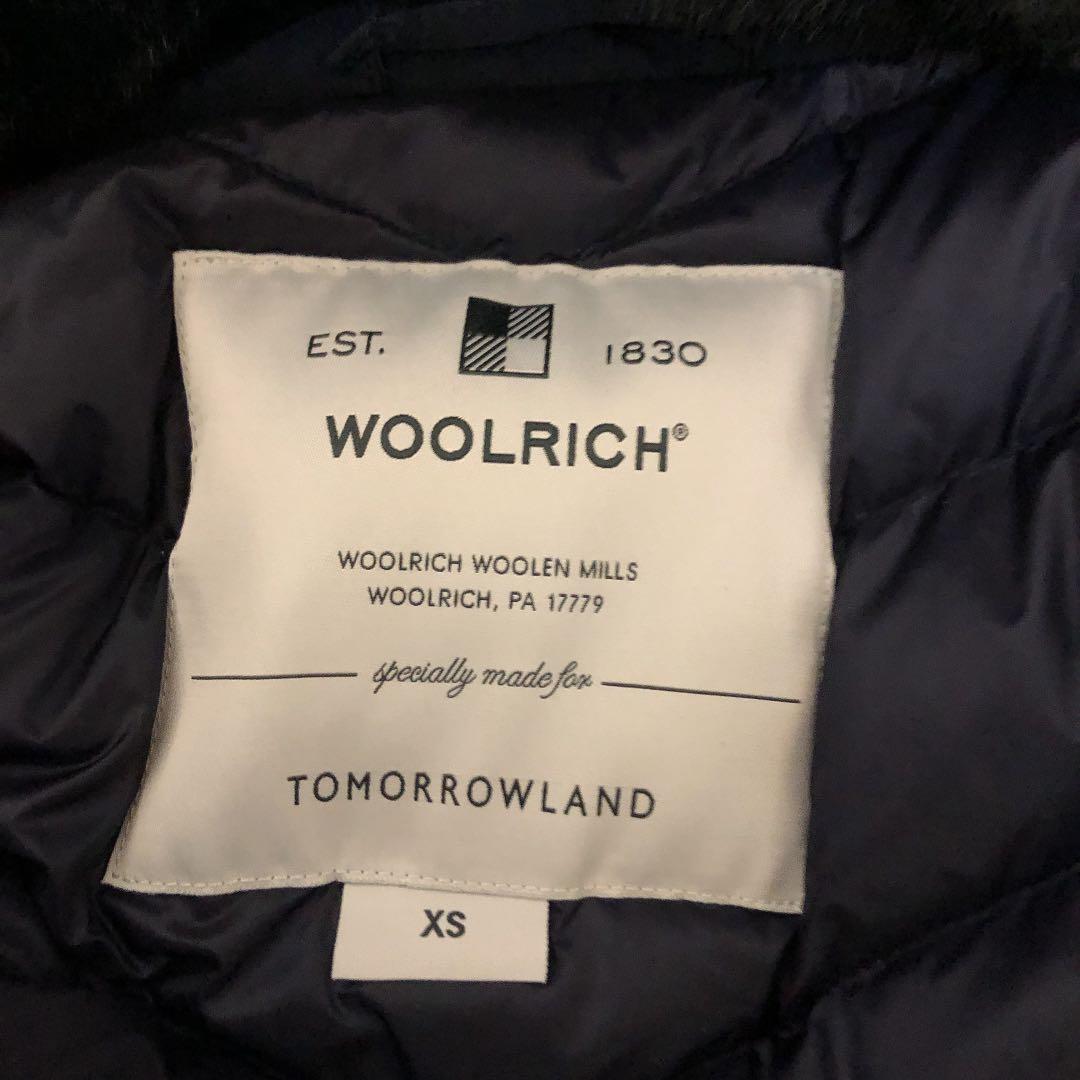 EST. 1830
WOOLRICH®
WOOLRICH WOOLEN MILLS
WOOLRICH, PA 17779
specially made for
TOMORROWLAND
XS